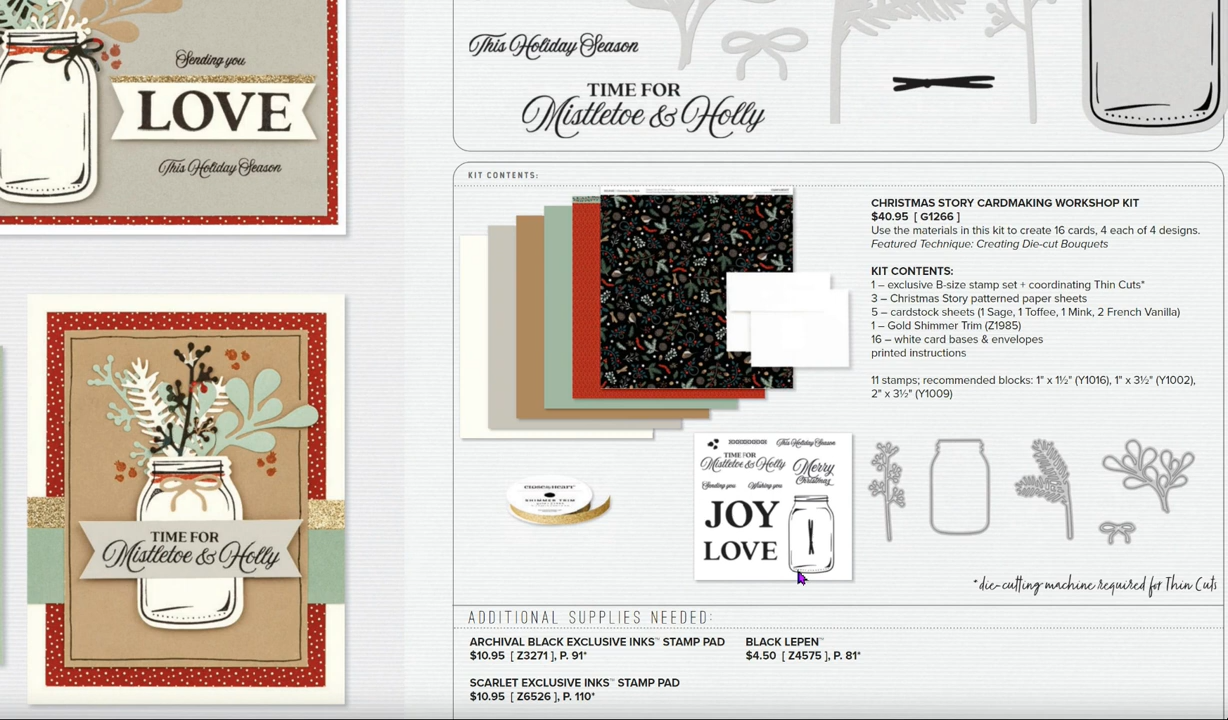 Sending you
LOVE
This Holiday Season
TIME FOR
Mistletoe & Holly
This Holiday Season
TIME FOR
Mistletoe & Holly
KIT CONTENTS:
CHRISTMAS STORY CARDMAKING WORKSHOP KIT
$40.95 [ G1266 ]
Use the materials in this kit to create 16 cards, 4 each of 4 designs.
Featured Technique: Creating Die-cut Bouquets
KIT CONTENTS:
1 – exclusive B-size stamp set + coordinating Thin Cuts*
3 – Christmas Story patterned paper sheets
5 – cardstock sheets (1 Sage, 1 Toffee, 1 Mink, 2 French Vanilla)
1 – Gold Shimmer Trim (Z1985)
16 – white card bases & envelopes
printed instructions
11 stamps; recommended blocks: 1" x 1½" (Y1016), 1" x 3½" (Y1002),
2" x 3½" (Y1009)
SHIMMER TRIM
This Holiday Season
TIME FOR
Mistletoe & Holly
Merry
Christmas
Sending you
Wishing you
JOY
LOVE
*die-cutting machine required for Thin Cuts
ADDITIONAL SUPPLIES NEEDED:
ARCHIVAL BLACK EXCLUSIVE INKS™ STAMP PAD
$10.95 [ Z3271 ], P. 91*
BLACK LEPEN™
$4.50 [ Z4575 ], P. 81*
SCARLET EXCLUSIVE INKS™ STAMP PAD
$10.95 [ Z6526 ], P. 110*